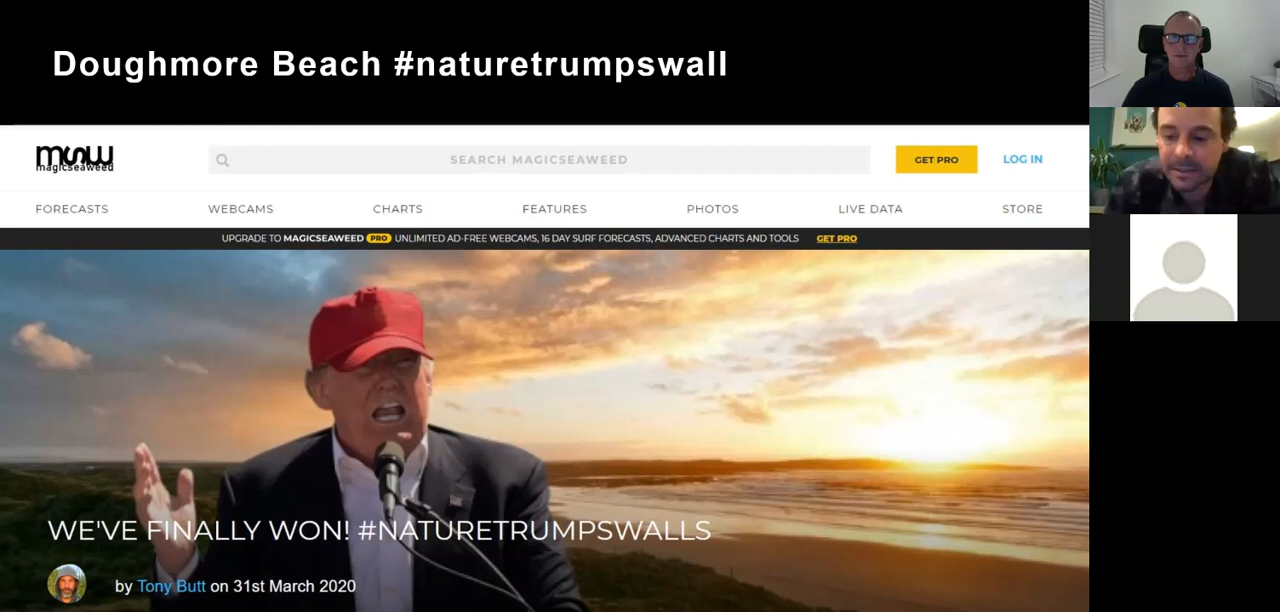 Doughmore Beach #naturetrumpswall
msw
magicseaweed
SEARCH MAGICSEAWEED
GET PRO
LOG IN
FORECASTS WEBCAMS CHARTS FEATURES PHOTOS LIVE DATA STORE
UPGRADE TO MAGICSEAWEED PRO UNLIMITED AD-FREE WEBCAMS, 16 DAY SURF FORECASTS, ADVANCED CHARTS AND TOOLS GET PRO
WE'VE FINALLY WON! #NATURETRUMPSWALLS
by Tony Butt on 31st March 2020